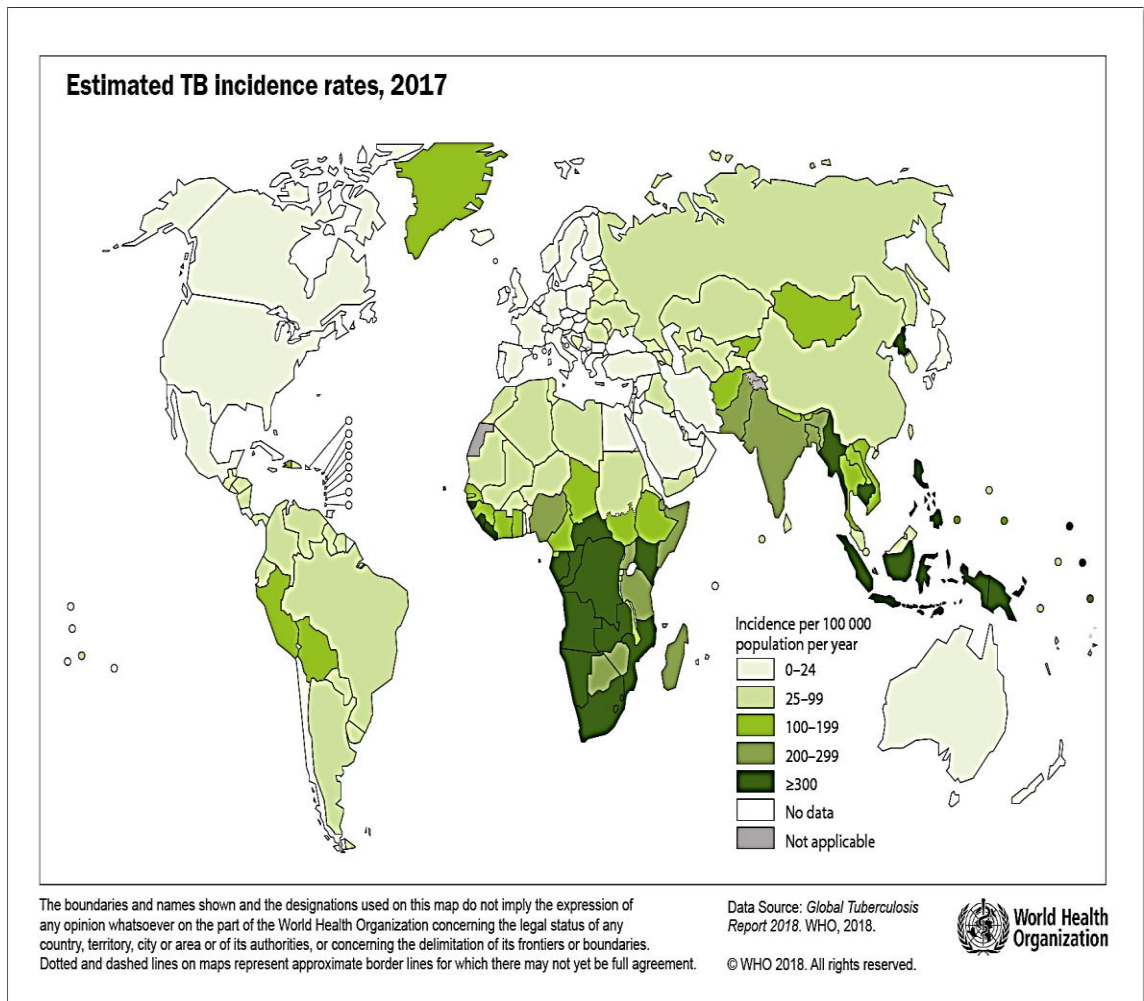 Estimated TB incidence rates, 2017
Incidence per 100 000
population per year
0–24
25–99
100–199
200–299
≥300
No data
Not applicable
The boundaries and names shown and the designations used on this map do not imply the expression of
any opinion whatsoever on the part of the World Health Organization concerning the legal status of any
country, territory, city or area or of its authorities, or concerning the delimitation of its frontiers or boundaries.
Dotted and dashed lines on maps represent approximate border lines for which there may not yet be full agreement.
Data Source: Global Tuberculosis
Report 2018. WHO, 2018.
© WHO 2018. All rights reserved.
World Health
Organization